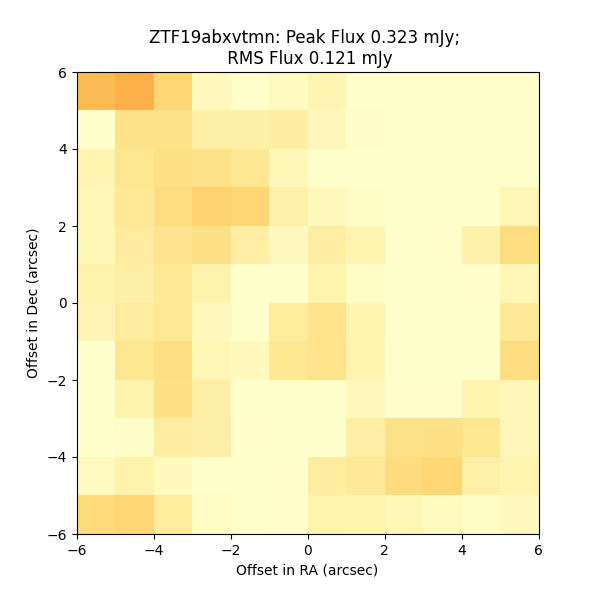 ZTF19abxvtmn: Peak Flux 0.323 mJy;
RMS Flux 0.121 mJy
6
4
2
0
−2
−4
−6
Offset in Dec (arcsec)
−6 −4 −2 0 2 4 6
Offset in RA (arcsec)